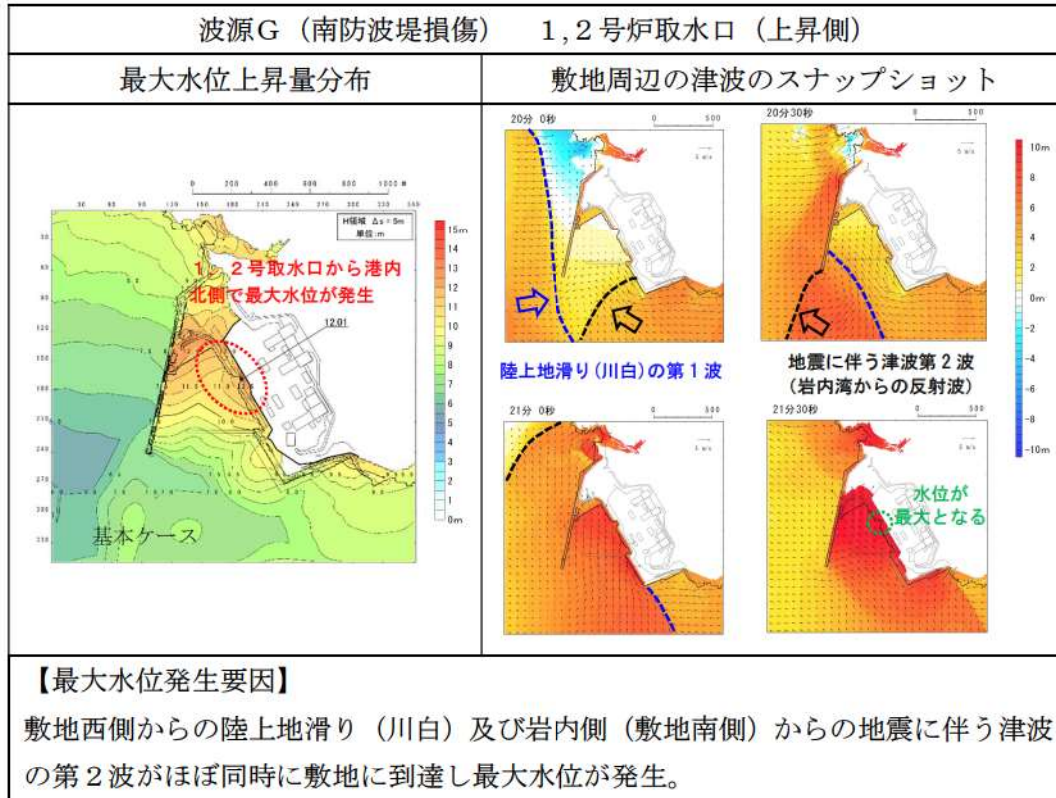 波源G（南防波堤損傷）　1,2号炉取水口（上昇側）
最大水位上昇量分布
敷地周辺の津波のスナップショット
0 200 400 600 800 1000 M
H領域 Δs = 5m
単位:m
１，２号取水口から港内
北側で最大水位が発生
12.01
基本ケース
15m
14
13
12
11
10
9
8
7
6
5
4
3
2
1
0m
20分 0秒
0 500
20分30秒
0 500
陸上地滑り(川白)の第１波
地震に伴う津波第２波
(岩内湾からの反射波)
21分 0秒
0 500
21分30秒
0 500
水位が
最大となる
10m
8
6
4
2
0m
-2
-4
-6
-8
-10m
【最大水位発生要因】
敷地西側からの陸上地滑り（川白）及び岩内側（敷地南側）からの地震に伴う津波
の第２波がほぼ同時に敷地に到達し最大水位が発生。